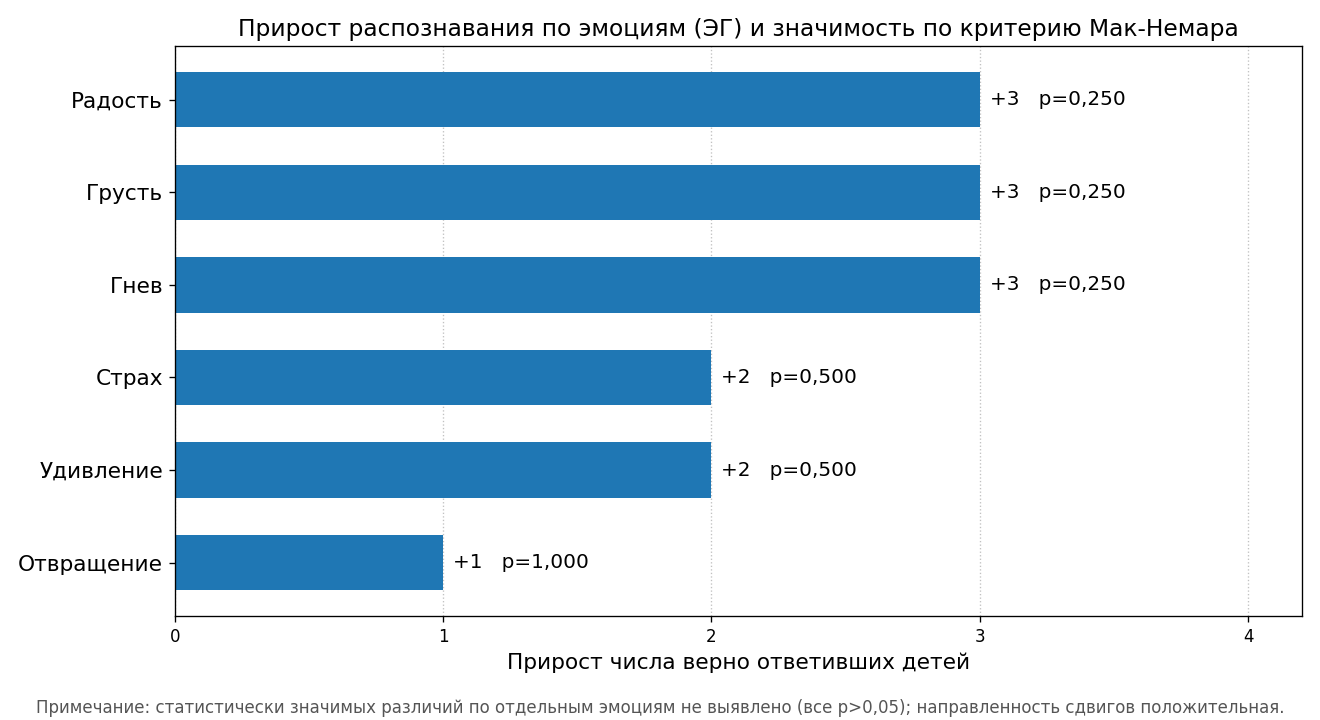 Прирост распознавания по эмоциям (ЭГ) и значимость по критерию Мак-Немара
Радость
+3 p=0,250
Грусть
+3 p=0,250
Гнев
+3 p=0,250
Страх
+2 p=0,500
Удивление
+2 p=0,500
Отвращение
+1 p=1,000
0 1 2 3 4
Прирост числа верно ответивших детей
Примечание: статистически значимых различий по отдельным эмоциям не выявлено (все p>0,05); направленность сдвигов положительная.